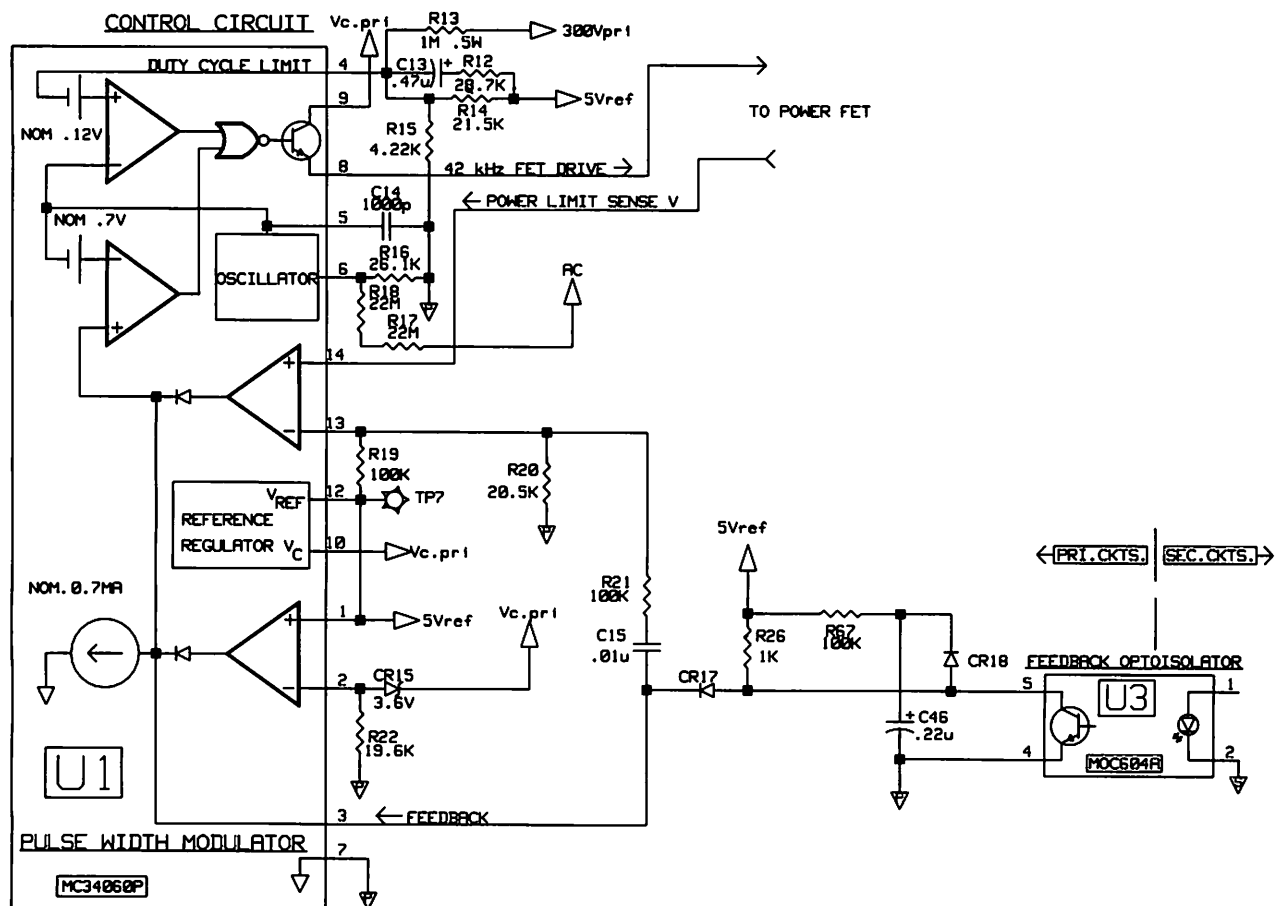 CONTROL CIRCUIT
Vc.pri
R13
1M .5W
300Vpri
DUTY CYCLE LIMIT
4
C13
+
R12
.47u
28.7K
5Vref
R14
21.5K
9
NOM .12V
+
−
R15
4.22K
TO POWER FET
8
42 kHz FET DRIVE →
← POWER LIMIT SENSE V
C14
1000p
5
NOM .7V
−
+
OSCILLATOR
6
R16
26.1K
AC
R18
22M
R17
22M
14
+
−
13
R19
100K
R20
20.5K
VREF
12
TP7
REFERENCE
REGULATOR VC
10
Vc.pri
5Vref
← PRI.CKTS.
SEC.CKTS. →
NOM.0.7MA
R21
100K
+
1
5Vref
Vc.pri
C15
.01u
R26
1K
R67
100K
CR18
FEEDBACK OPTOISOLATOR
−
2
CR15
3.6V
CR17
5
U3
1
R22
19.6K
+
C46
.22u
4
MOC604A
2
U1
3
← FEEDBACK
PULSE WIDTH MODULATOR
7
MC34060P